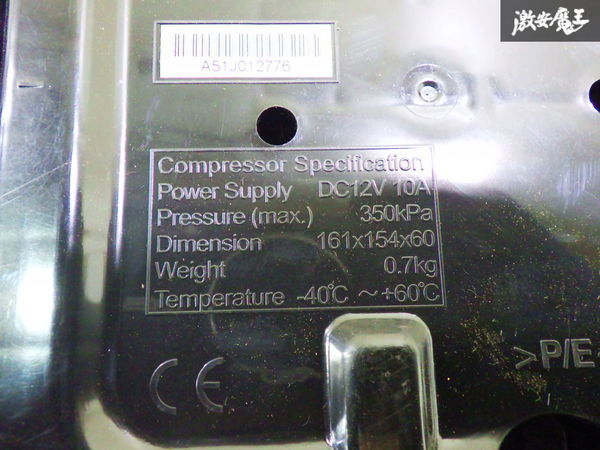 激安魔王
A51J012776
Compressor Specification
Power Supply DC12V 10A
Pressure (max.) 350kPa
Dimension 161x154x60
Weight 0.7kg
Temperature -40℃ ~ +60℃
CE
>P/E